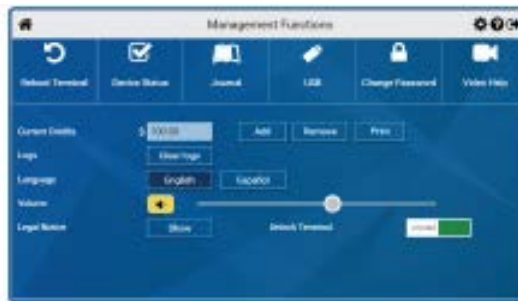 Management Functions
Reboot Terminal Device Status Journal USB Change Password Video Help
Current Credits $ 100.00 Add Remove Print
Logs Show logs
Language English Español
Volume
Legal Notice Show Unlock Terminal